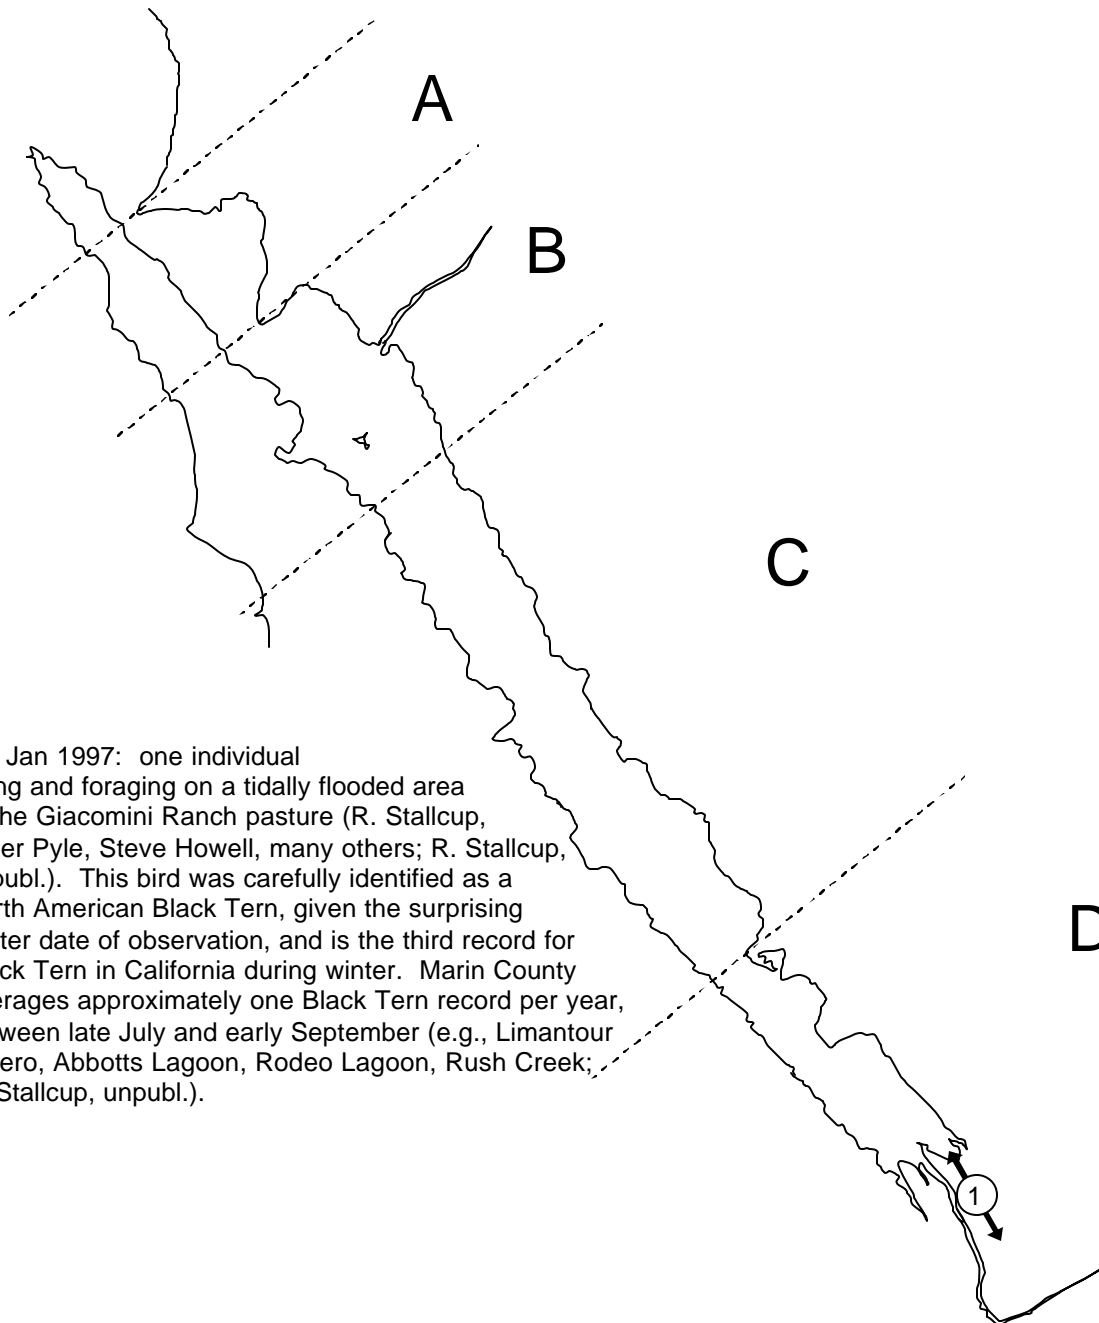 A
B
C
Jan 1997: one individual
ng and foraging on a tidally flooded area
he Giacomini Ranch pasture (R. Stallcup,
er Pyle, Steve Howell, many others; R. Stallcup,
publ.). This bird was carefully identified as a
rth American Black Tern, given the surprising
ter date of observation, and is the third record for
ck Tern in California during winter. Marin County
erages approximately one Black Tern record per year,
ween late July and early September (e.g., Limantour
ero, Abbotts Lagoon, Rodeo Lagoon, Rush Creek;
Stallcup, unpubl.).
D
1